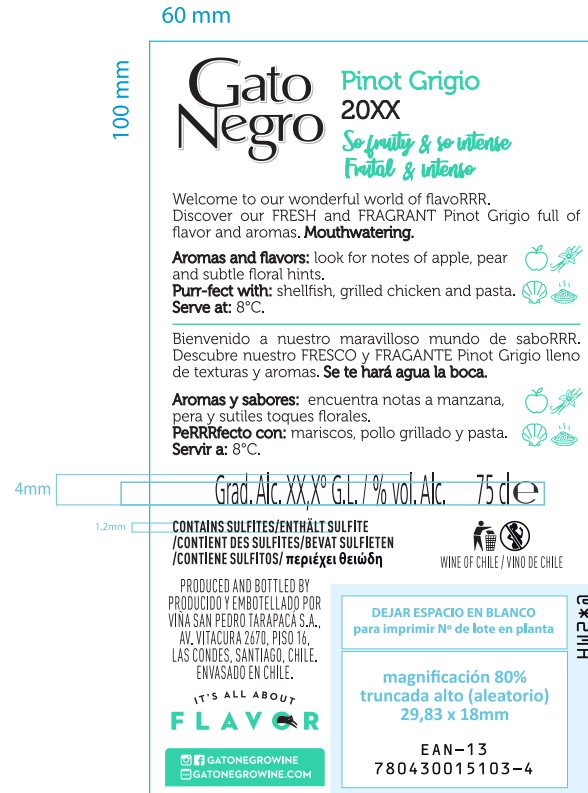 60 mm
100 mm
Gato
Negro
Pinot Grigio
20XX
So fruity & so intense
Frutal & intenso
Welcome to our wonderful world of flavoRRR.
Discover our FRESH and FRAGRANT Pinot Grigio full of
flavor and aromas. Mouthwatering.
Aromas and flavors: look for notes of apple, pear
and subtle floral hints.
Purr-fect with: shellfish, grilled chicken and pasta.
Serve at: 8°C.
Bienvenido a nuestro maravilloso mundo de saboRRR.
Descubre nuestro FRESCO y FRAGANTE Pinot Grigio lleno
de texturas y aromas. Se te hará agua la boca.
Aromas y sabores: encuentra notas a manzana,
pera y sutiles toques florales.
PeRRRfecto con: mariscos, pollo grillado y pasta.
Servir a: 8°C.
4mm
Grad. Alc. XX,Xº G.L. / % vol. Alc. 75 cl ℮
1,2mm
CONTAINS SULFITES/ENTHÄLT SULFITE
/CONTIENT DES SULFITES/BEVAT SULFIETEN
/CONTIENE SULFITOS/ περιέχει θειώδη
WINE OF CHILE / VINO DE CHILE
PRODUCED AND BOTTLED BY
PRODUCIDO Y EMBOTELLADO POR
VIÑA SAN PEDRO TARAPACÁ S.A.,
AV. VITACURA 2670, PISO 16,
LAS CONDES, SANTIAGO, CHILE.
ENVASADO EN CHILE.
IT'S ALL ABOUT
FLAVOR
GATONEGROWINE
GATONEGROWINE.COM
DEJAR ESPACIO EN BLANCO
para imprimir Nº de lote en planta
magnificación 80%
truncada alto (aleatorio)
29,83 x 18mm
EAN-13
780430015103-4